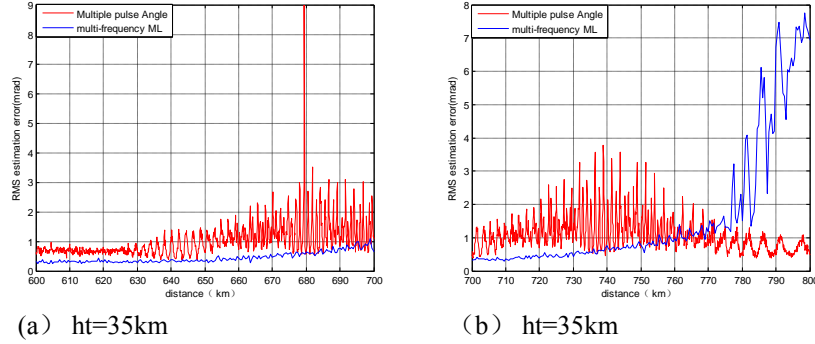 Multiple pulse Angle
multi-frequency ML
RMS estimation error(mrad)
9
8
7
6
5
4
3
2
1
0
600 610 620 630 640 650 660 670 680 690 700
distance（ km）
(a） ht=35km
Multiple pulse Angle
multi-frequency ML
RMS estimation error(mrad)
8
7
6
5
4
3
2
1
0
700 710 720 730 740 750 760 770 780 790 800
distance（ km）
（b） ht=35km